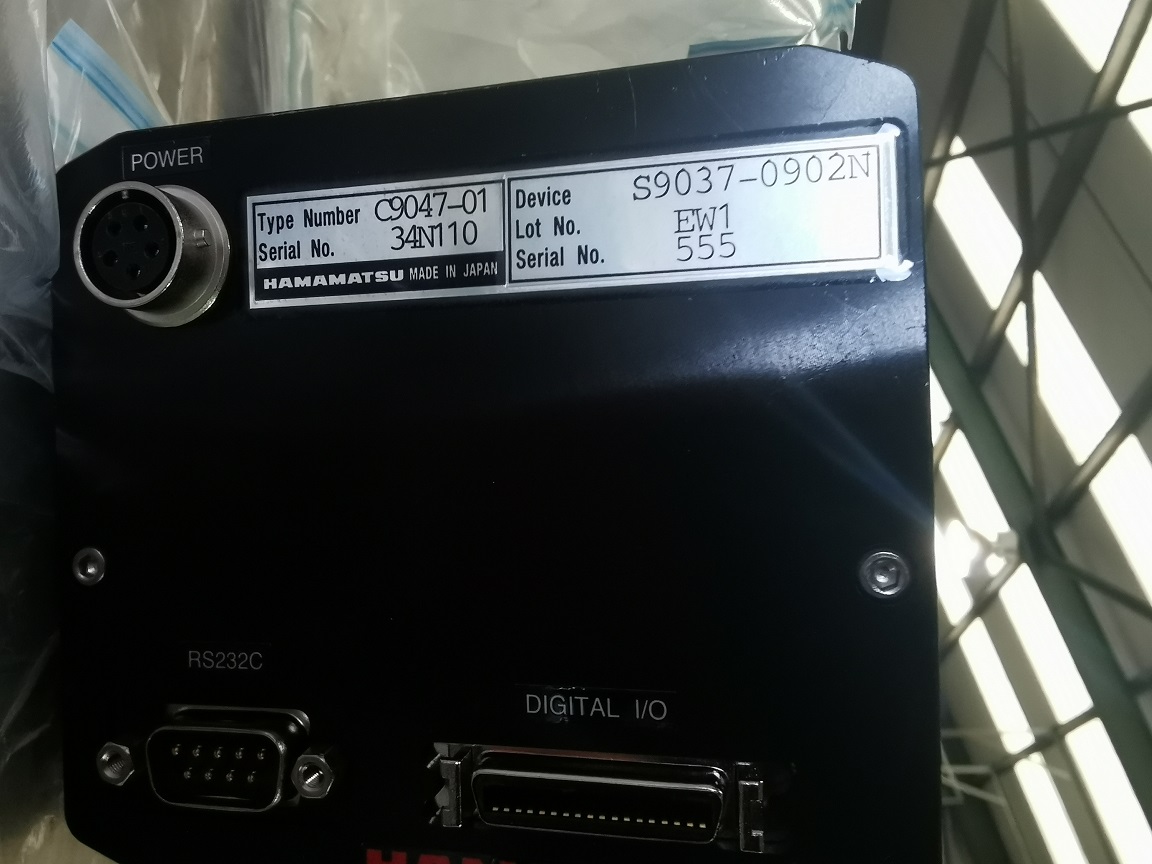 POWER
Type Number C9047-01
Serial No. 34N110
HAMAMATSU MADE IN JAPAN
Device S9037-0902N
Lot No. EW1
Serial No. 555
RS232C
DIGITAL I/O